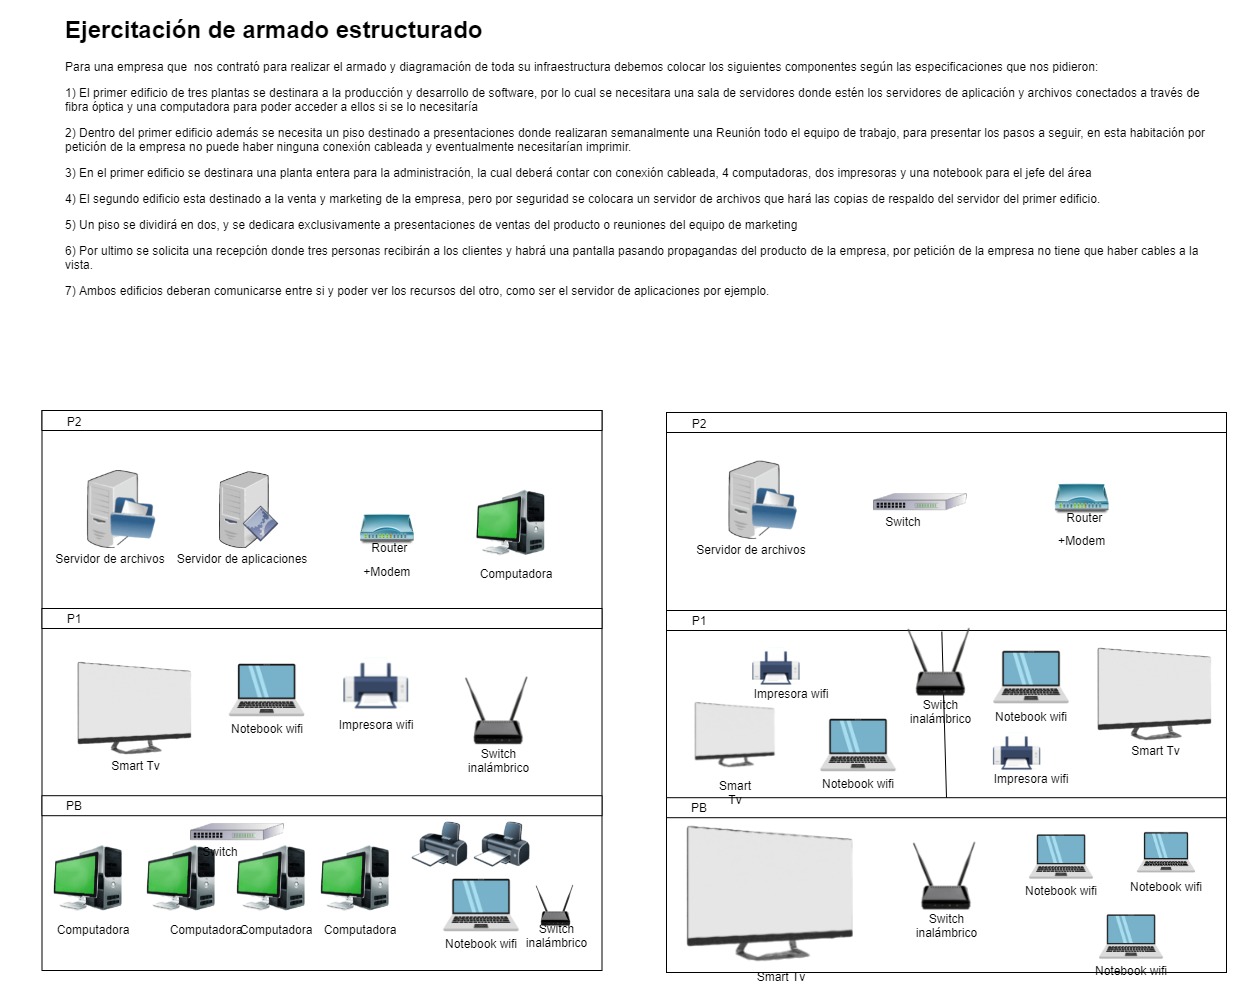 Ejercitación de armado estructurado
Para una empresa que  nos contrató para realizar el armado y diagramación de toda su infraestructura debemos colocar los siguientes componentes según las especificaciones que nos pidieron:
1) El primer edificio de tres plantas se destinara a la producción y desarrollo de software, por lo cual se necesitara una sala de servidores donde estén los servidores de aplicación y archivos conectados a través de
fibra óptica y una computadora para poder acceder a ellos si se lo necesitaría
2) Dentro del primer edificio además se necesita un piso destinado a presentaciones donde realizaran semanalmente una Reunión todo el equipo de trabajo, para presentar los pasos a seguir, en esta habitación por
petición de la empresa no puede haber ninguna conexión cableada y eventualmente necesitarían imprimir.
3) En el primer edificio se destinara una planta entera para la administración, la cual deberá contar con conexión cableada, 4 computadoras, dos impresoras y una notebook para el jefe del área
4) El segundo edificio esta destinado a la venta y marketing de la empresa, pero por seguridad se colocara un servidor de archivos que hará las copias de respaldo del servidor del primer edificio.
5) Un piso se dividirá en dos, y se dedicara exclusivamente a presentaciones de ventas del producto o reuniones del equipo de marketing
6) Por ultimo se solicita una recepción donde tres personas recibirán a los clientes y habrá una pantalla pasando propagandas del producto de la empresa, por petición de la empresa no tiene que haber cables a la
vista.
7) Ambos edificios deberan comunicarse entre si y poder ver los recursos del otro, como ser el servidor de aplicaciones por ejemplo.
P2
Servidor de archivos
Servidor de aplicaciones
Router
+Modem
Computadora
P1
Smart Tv
Notebook wifi
Impresora wifi
Switch
inalámbrico
PB
Switch
Computadora
Computadora
Computadora
Computadora
Notebook wifi
Switch
inalámbrico
P2
Servidor de archivos
Switch
Router
+Modem
P1
Impresora wifi
Smart
Tv
Notebook wifi
Switch
inalámbrico
Notebook wifi
Impresora wifi
Smart Tv
PB
Smart Tv
Switch
inalámbrico
Notebook wifi
Notebook wifi
Notebook wifi